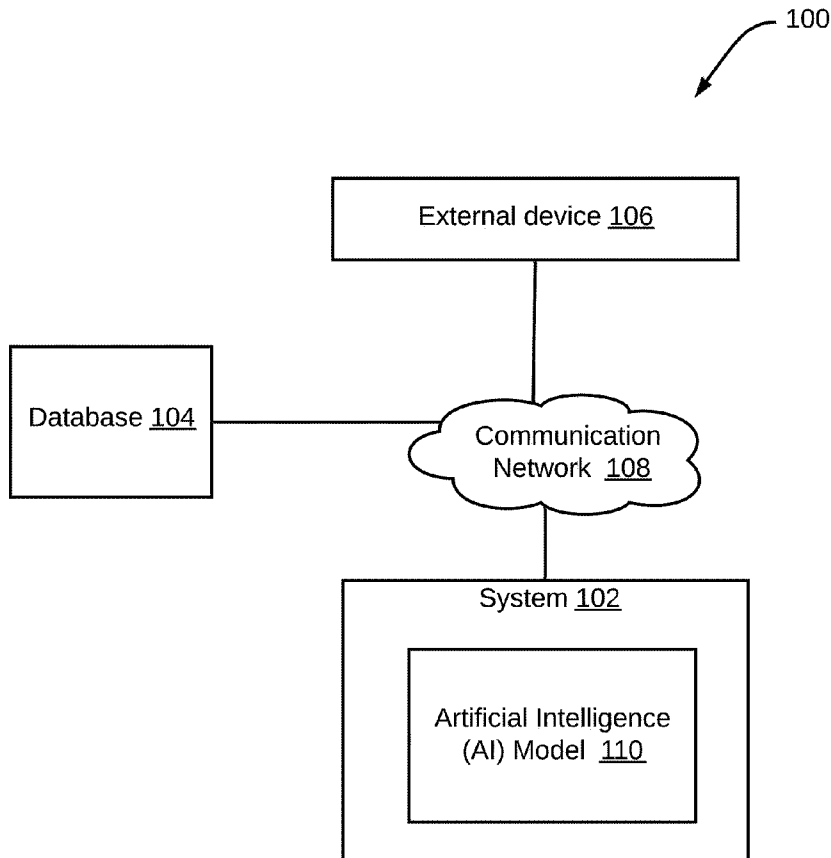 100
External device 106
Database 104
Communication
Network 108
System 102
Artificial Intelligence
(AI) Model 110